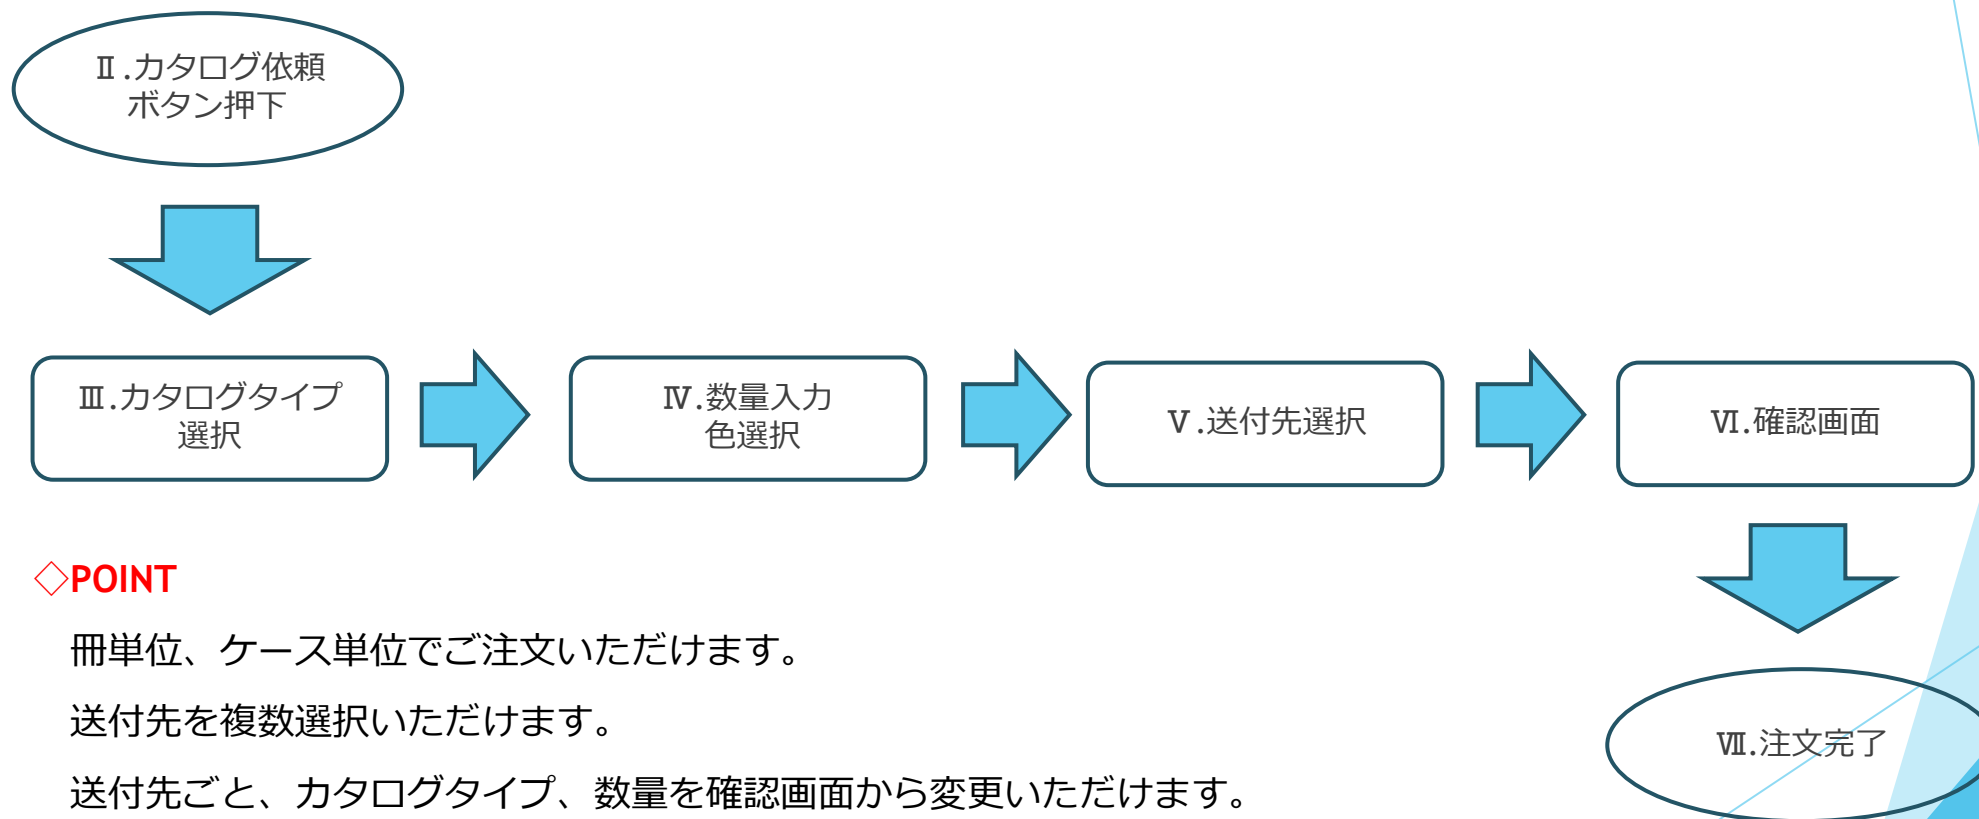 Ⅱ.カタログ依頼
ボタン押下
Ⅲ.カタログタイプ
選択
Ⅳ.数量入力
色選択
Ⅴ.送付先選択
Ⅵ.確認画面
◇POINT
冊単位、ケース単位でご注文いただけます。
送付先を複数選択いただけます。
Ⅶ.注文完了
送付先ごと、カタログタイプ、数量を確認画面から変更いただけます。